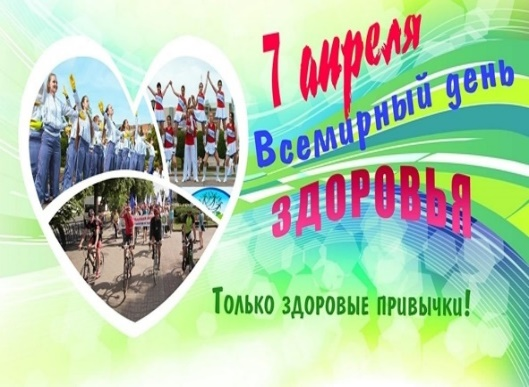 7 апреля
Всемирный день
ЗДОРОВЬЯ
Только здоровые привычки!